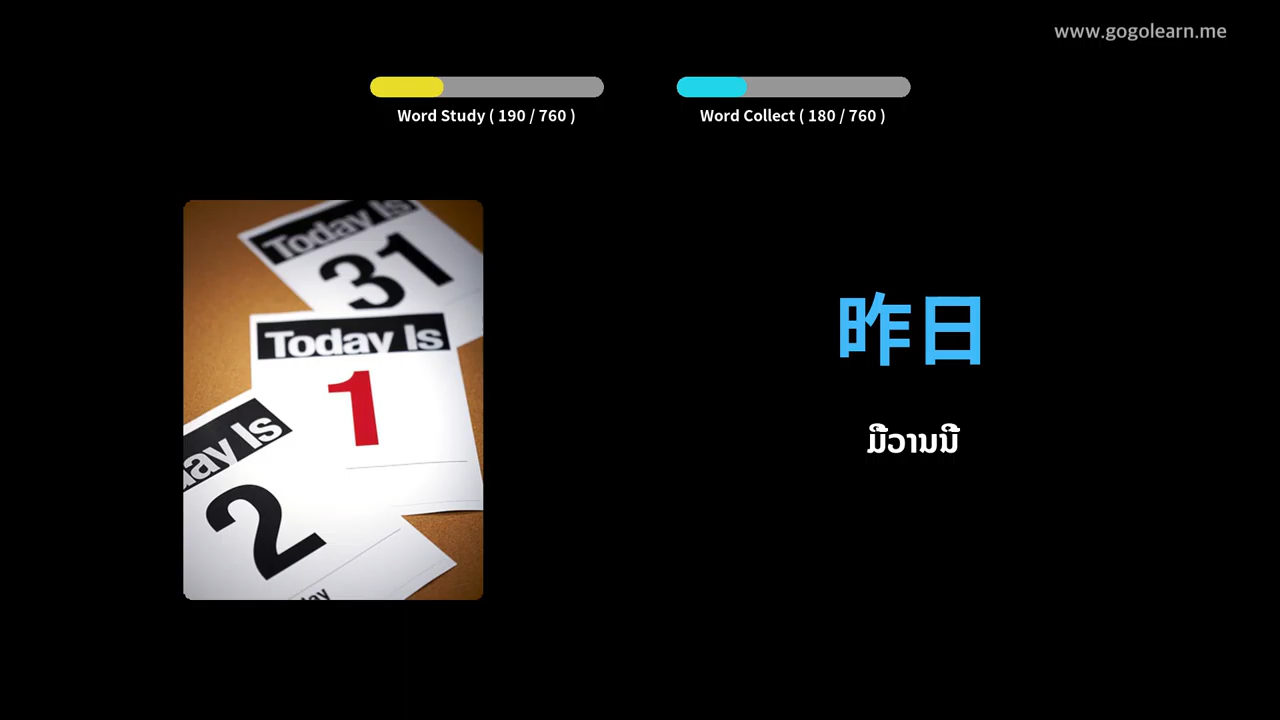 www.gogolearn.me
Word Study ( 190 / 760 )
Word Collect ( 180 / 760 )
Today Is
31
Today Is
1
ay Is
2
ay
昨日
ມື້ວານນີ້